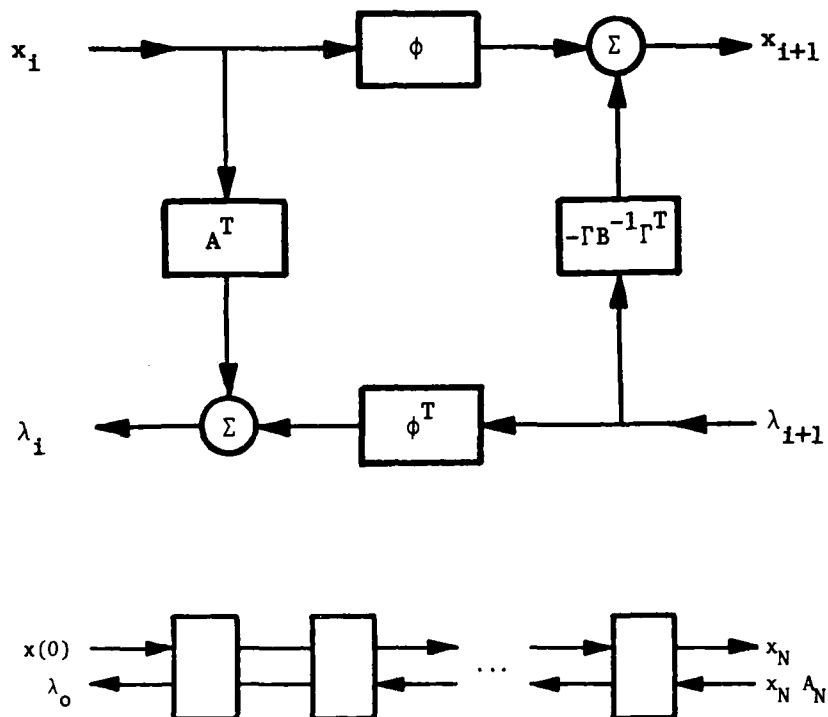 x_i ϕ Σ x_{i+1}
A^T -ΓB^{-1}Γ^T
λ_i Σ ϕ^T λ_{i+1}
x(0) x_N
λ_o ... x_N A_N